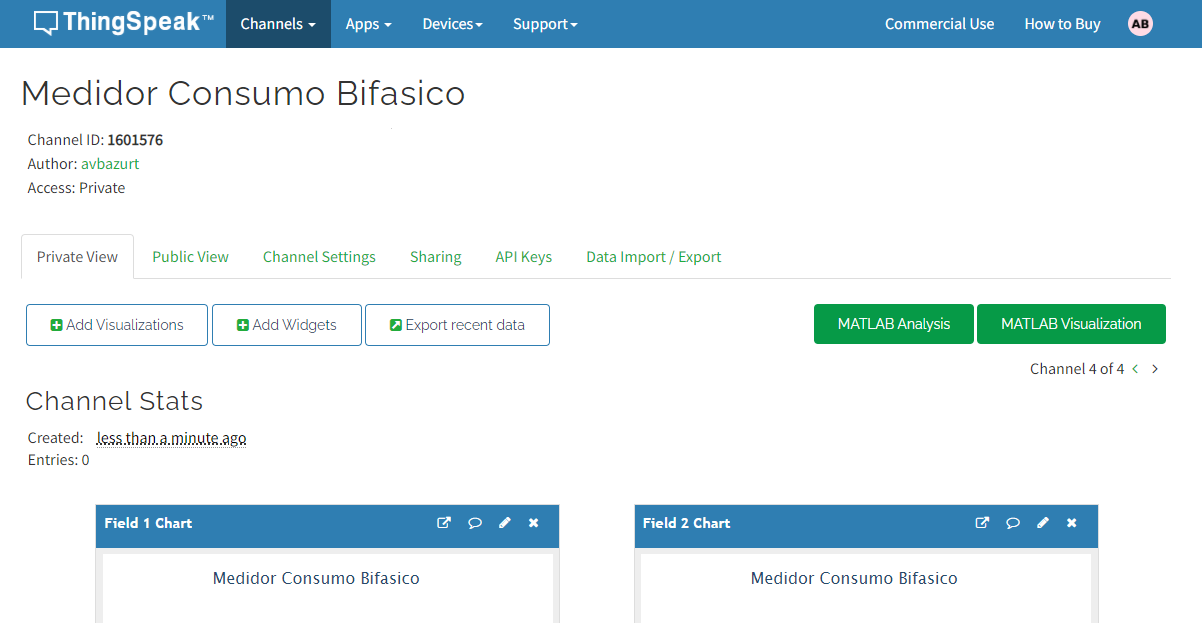 ThingSpeak™ Channels Apps Devices Support Commercial Use How to Buy AB
Medidor Consumo Bifasico
Channel ID: 1601576
Author: avbazurt
Access: Private
Private View Public View Channel Settings Sharing API Keys Data Import / Export
Add Visualizations Add Widgets Export recent data MATLAB Analysis MATLAB Visualization
Channel 4 of 4 < >
Channel Stats
Created: less than a minute ago
Entries: 0
Field 1 Chart Field 2 Chart
Medidor Consumo Bifasico Medidor Consumo Bifasico